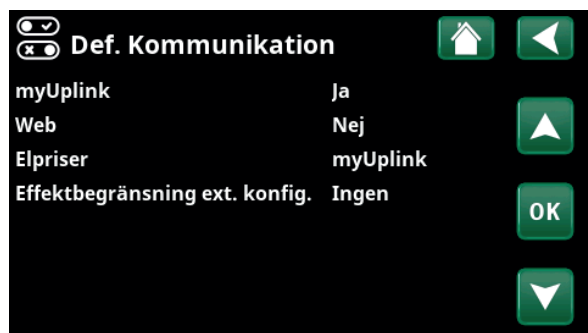 Def. Kommunikation
myUplink Ja
Web Nej
Elpriser myUplink
Effektbegränsning ext. konfig. Ingen
OK